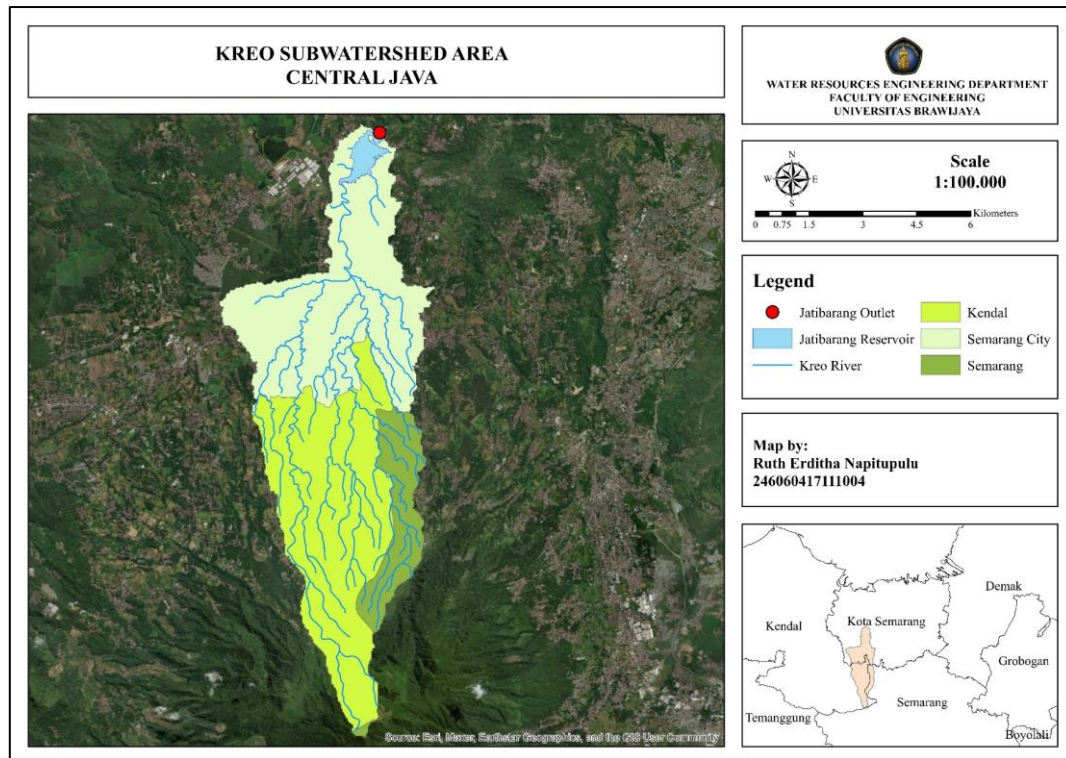 KREO SUBWATERSHED AREA
CENTRAL JAVA
Source: Esri, Maxar, Earthstar Geographics, and the GIS User Community
WATER RESOURCES ENGINEERING DEPARTMENT
FACULTY OF ENGINEERING
UNIVERSITAS BRAWIJAYA
N
W E
S
Scale
1:100.000
Kilometers
0 0.75 1.5 3 4.5 6
Legend
Jatibarang Outlet
Jatibarang Reservoir
Kreo River
Kendal
Semarang City
Semarang
Map by:
Ruth Erditha Napitupulu
246060417111004
Demak
Kendal
Kota Semarang
Grobogan
Semarang
Temanggung
Boyolali